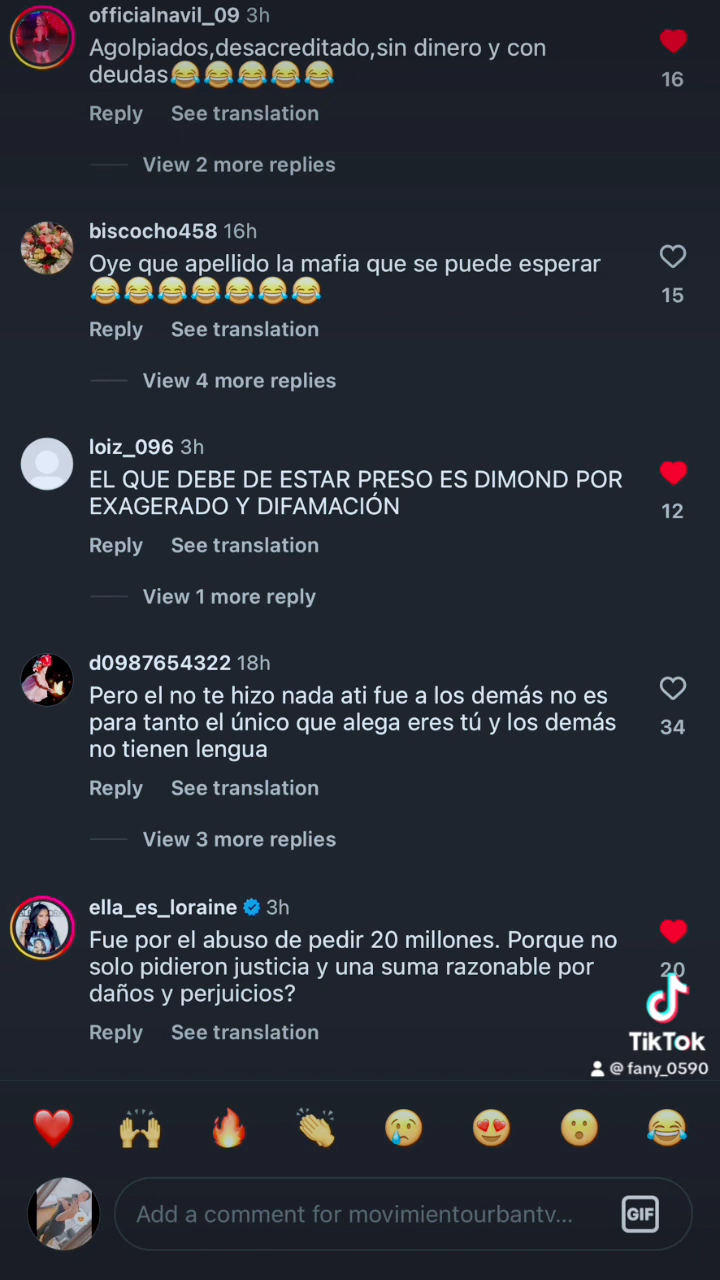 officialnavil_09 3h
Agolpiados,desacreditado,sin dinero y con
deudas😂😂😂😂😂
16
Reply See translation
View 2 more replies
biscocho458 16h
Oye que apellido la mafia que se puede esperar
😂😂😂😂😂😂😂
15
Reply See translation
View 4 more replies
loiz_096 3h
EL QUE DEBE DE ESTAR PRESO ES DIMOND POR
EXAGERADO Y DIFAMACIÓN
12
Reply See translation
View 1 more reply
d0987654322 18h
Pero el no te hizo nada ati fue a los demás no es
para tanto el único que alega eres tú y los demás
no tienen lengua
34
Reply See translation
View 3 more replies
ella_es_loraine 3h
Fue por el abuso de pedir 20 millones. Porque no
solo pidieron justicia y una suma razonable por
daños y perjuicios?
20
Reply See translation
TikTok
@fany_0590
❤️ 🙌 🔥 👏 😢 😍 😮 😂
Add a comment for movimientourbantv...
GIF